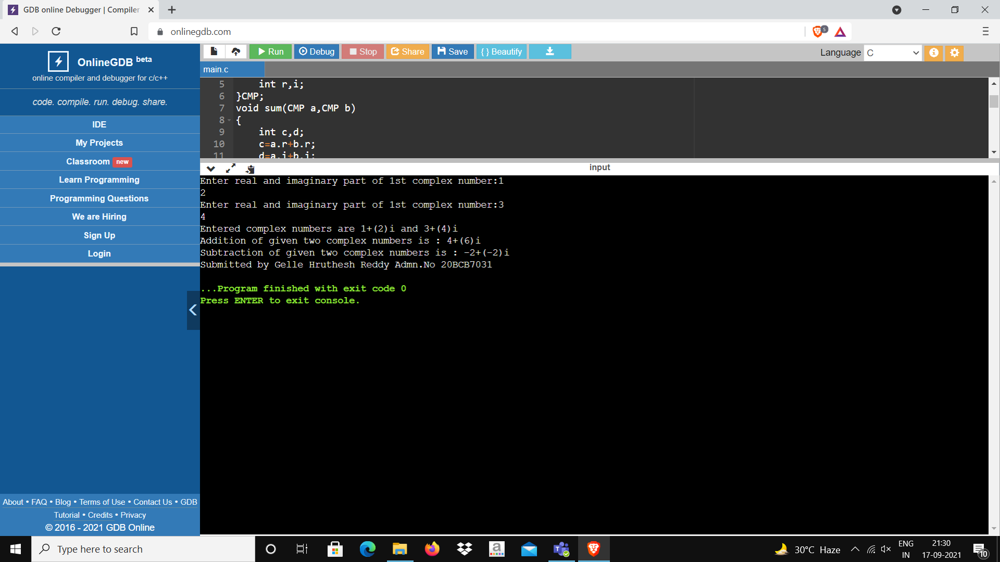 GDB online Debugger | Compiler
onlinegdb.com
5
OnlineGDB beta
online compiler and debugger for c/c++
code. compile. run. debug. share.
IDE
My Projects
Classroom new
Learn Programming
Programming Questions
We are Hiring
Sign Up
Login
About • FAQ • Blog • Terms of Use • Contact Us • GDB
Tutorial • Credits • Privacy
© 2016 - 2021 GDB Online
Run Debug Stop Share Save { } Beautify
Language C
main.c
5 int r,i;
6 }CMP;
7 void sum(CMP a,CMP b)
8 {
9 int c,d;
10 c=a.r+b.r;
11 d=a.i+b.i;
input
Enter real and imaginary part of 1st complex number:1
2
Enter real and imaginary part of 1st complex number:3
4
Entered complex numbers are 1+(2)i and 3+(4)i
Addition of given two complex numbers is : 4+(6)i
Subtraction of given two complex numbers is : -2+(-2)i
Submitted by Gelle Hruthesh Reddy Admn.No 20BCB7031
...Program finished with exit code 0
Press ENTER to exit console.
Type here to search
a
T
30°C Haze
ENG
IN
21:30
17-09-2021
10